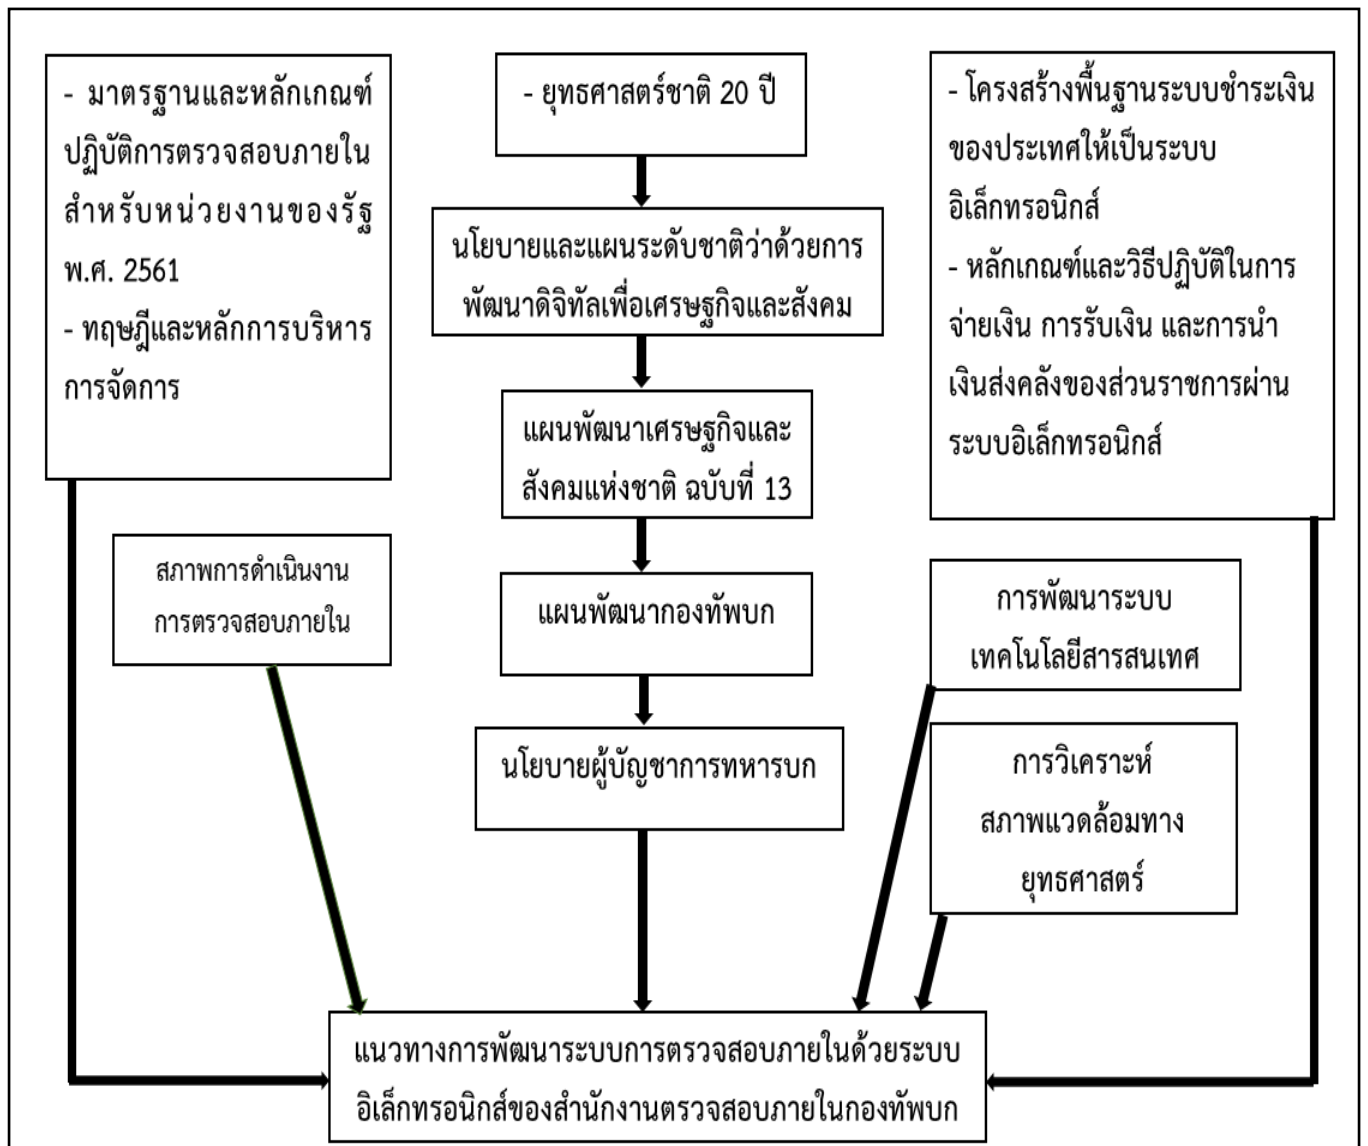 - มาตรฐานและหลักเกณฑ์
ปฏิบัติการตรวจสอบภายใน
สำหรับหน่วยงานของรัฐ
พ.ศ. 2561
- ทฤษฎีและหลักการบริหาร
การจัดการ
- ยุทธศาสตร์ชาติ 20 ปี
นโยบายและแผนระดับชาติว่าด้วยการ
พัฒนาดิจิทัลเพื่อเศรษฐกิจและสังคม
แผนพัฒนาเศรษฐกิจและ
สังคมแห่งชาติ ฉบับที่ 13
แผนพัฒนากองทัพบก
นโยบายผู้บัญชาการทหารบก
- โครงสร้างพื้นฐานระบบชำระเงิน
ของประเทศให้เป็นระบบ
อิเล็กทรอนิกส์
- หลักเกณฑ์และวิธีปฏิบัติในการ
จ่ายเงิน การรับเงิน และการนำ
เงินส่งคลังของส่วนราชการผ่าน
ระบบอิเล็กทรอนิกส์
สภาพการดำเนินงาน
การตรวจสอบภายใน
การพัฒนาระบบ
เทคโนโลยีสารสนเทศ
การวิเคราะห์
สภาพแวดล้อมทาง
ยุทธศาสตร์
แนวทางการพัฒนาระบบการตรวจสอบภายในด้วยระบบ
อิเล็กทรอนิกส์ของสำนักงานตรวจสอบภายในกองทัพบก